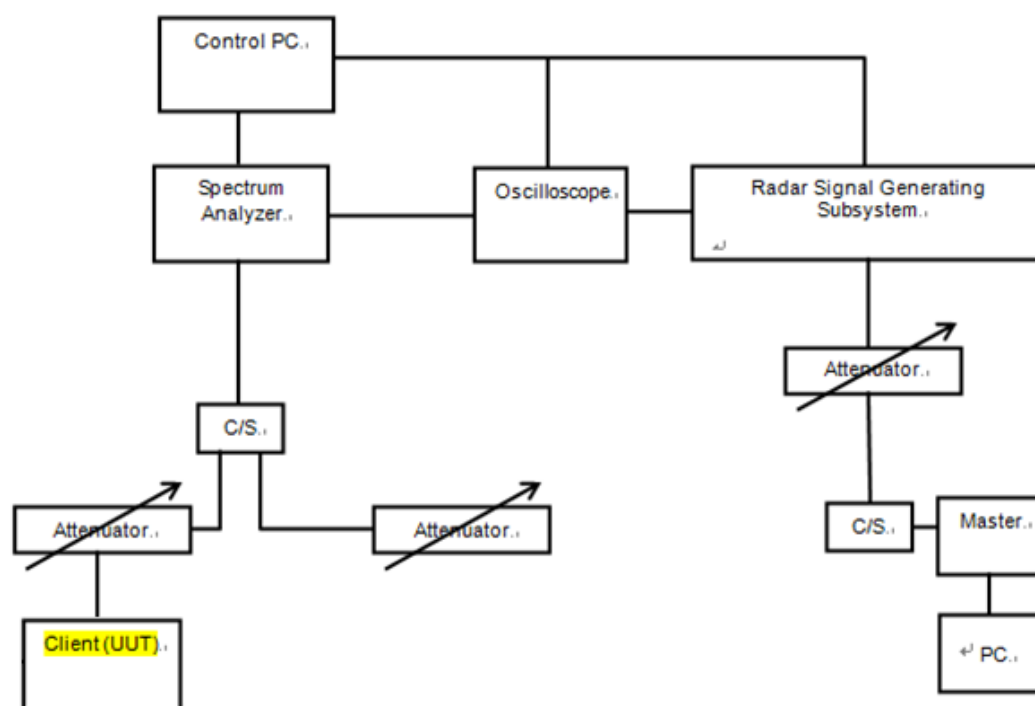 Control PC.
Spectrum
Analyzer.
Oscilloscope.
Radar Signal Generating
Subsystem.
Attenuator.
C/S.
Attenuator.
Attenuator.
C/S.
Master.
Client (UUT).
PC.